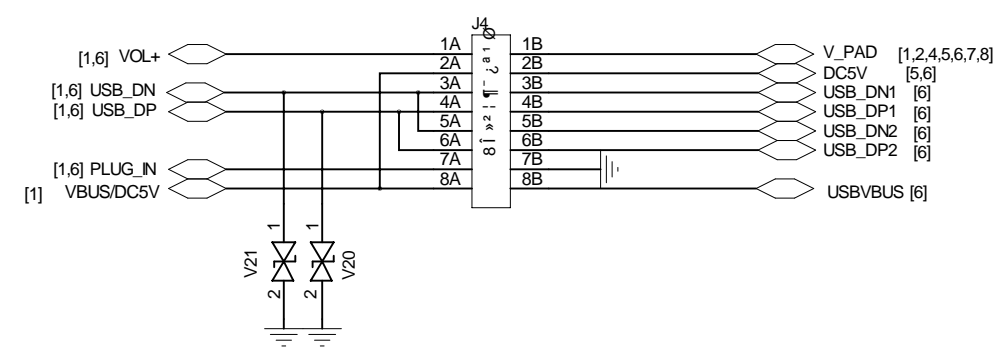 J4
[1,6] VOL+ 1A 1B V_PAD [1,2,4,5,6,7,8]
2A 2B DC5V [5,6]
[1,6] USB_DN 3A 3B USB_DN1 [6]
[1,6] USB_DP 4A 4B USB_DP1 [6]
5A 5B USB_DN2 [6]
6A 6B USB_DP2 [6]
[1,6] PLUG_IN 7A 7B
[1] VBUS/DC5V 8A 8B USBVBUS [6]
8Î»²¦¶¯¿ª¹Ø
1 1
V21 V20
2 2